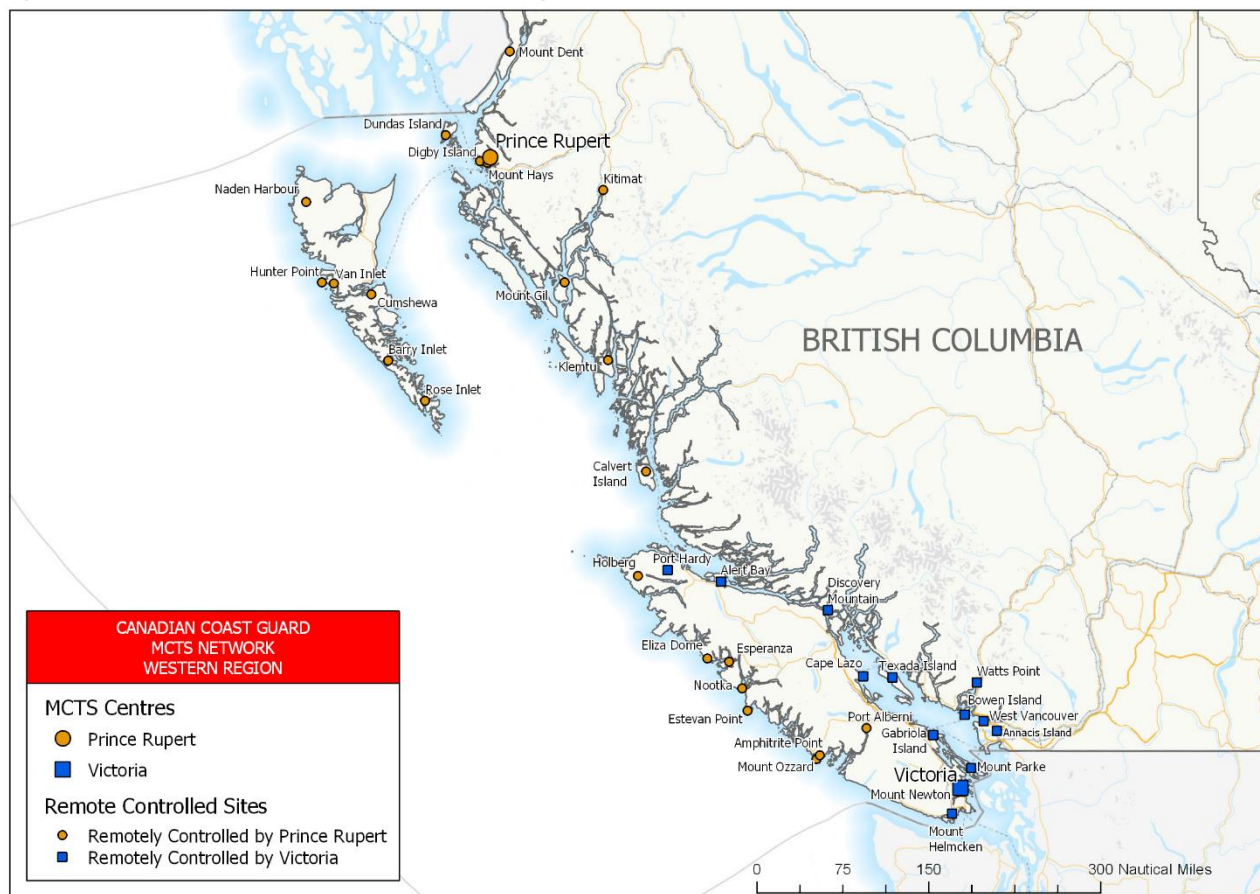 Mount Dent
Dundas Island
Prince Rupert
Digby Island
Mount Hays
Kitimat
Naden Harbour
Hunter Point
Van Inlet
Mount Gil
Cumshewa
BRITISH COLUMBIA
Barry Inlet
Klemtu
Rose Inlet
Calvert
Island
Holberg
Port Hardy
Alert Bay
Discovery
Mountain
Eliza Dome
Esperanza
Cape Lazo
Texada Island
Watts Point
Nootka
Bowen Island
Estevan Point
Port Alberni
West Vancouver
Gabriola
Island
Annacis Island
Amphitrite Point
Mount Ozzard
Mount Parke
Victoria
Mount Newton
Mount
Helmcken
CANADIAN COAST GUARD
MCTS NETWORK
WESTERN REGION
MCTS Centres
Prince Rupert
Victoria
Remote Controlled Sites
Remotely Controlled by Prince Rupert
Remotely Controlled by Victoria
0 75 150 300 Nautical Miles